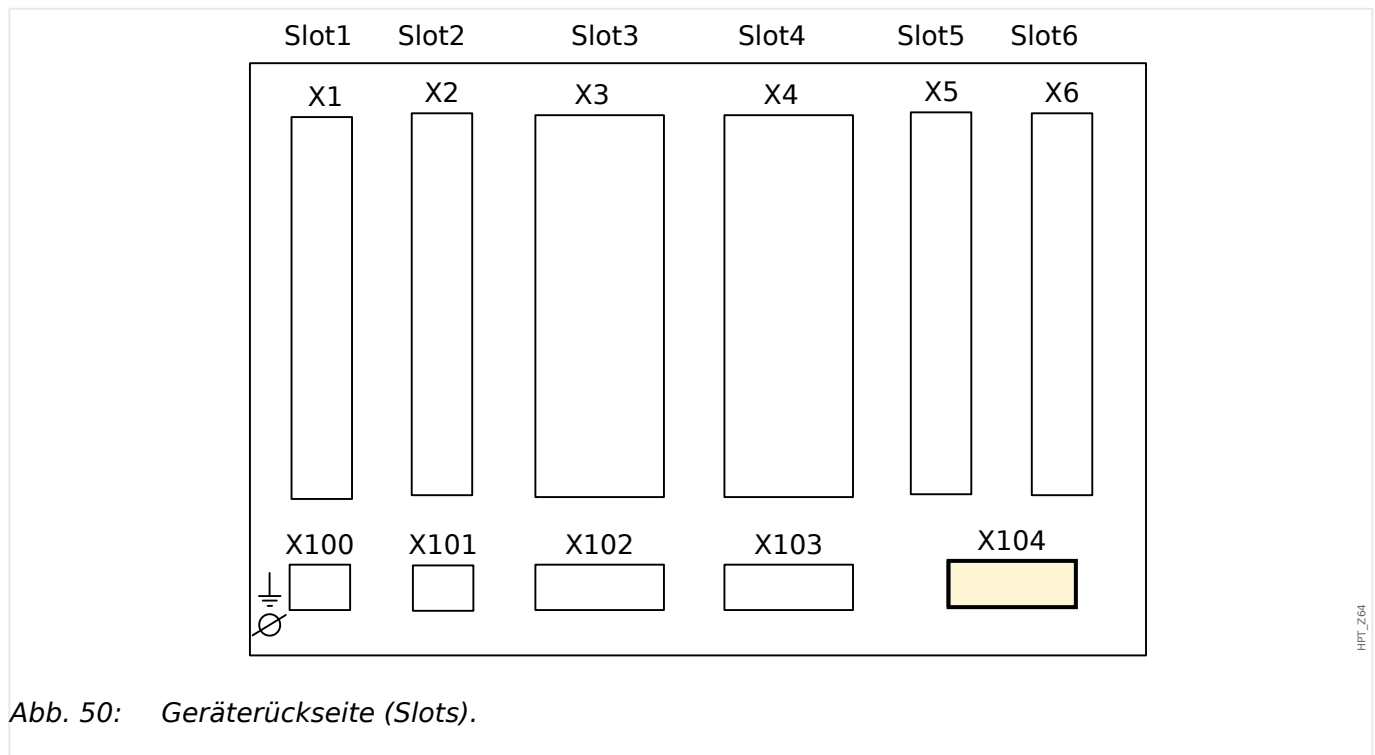 Slot1 Slot2 Slot3 Slot4 Slot5 Slot6
X1 X2 X3 X4 X5 X6
X100 X101 X102 X103 X104
HPT_Z64
Abb. 50: Geräterückseite (Slots).